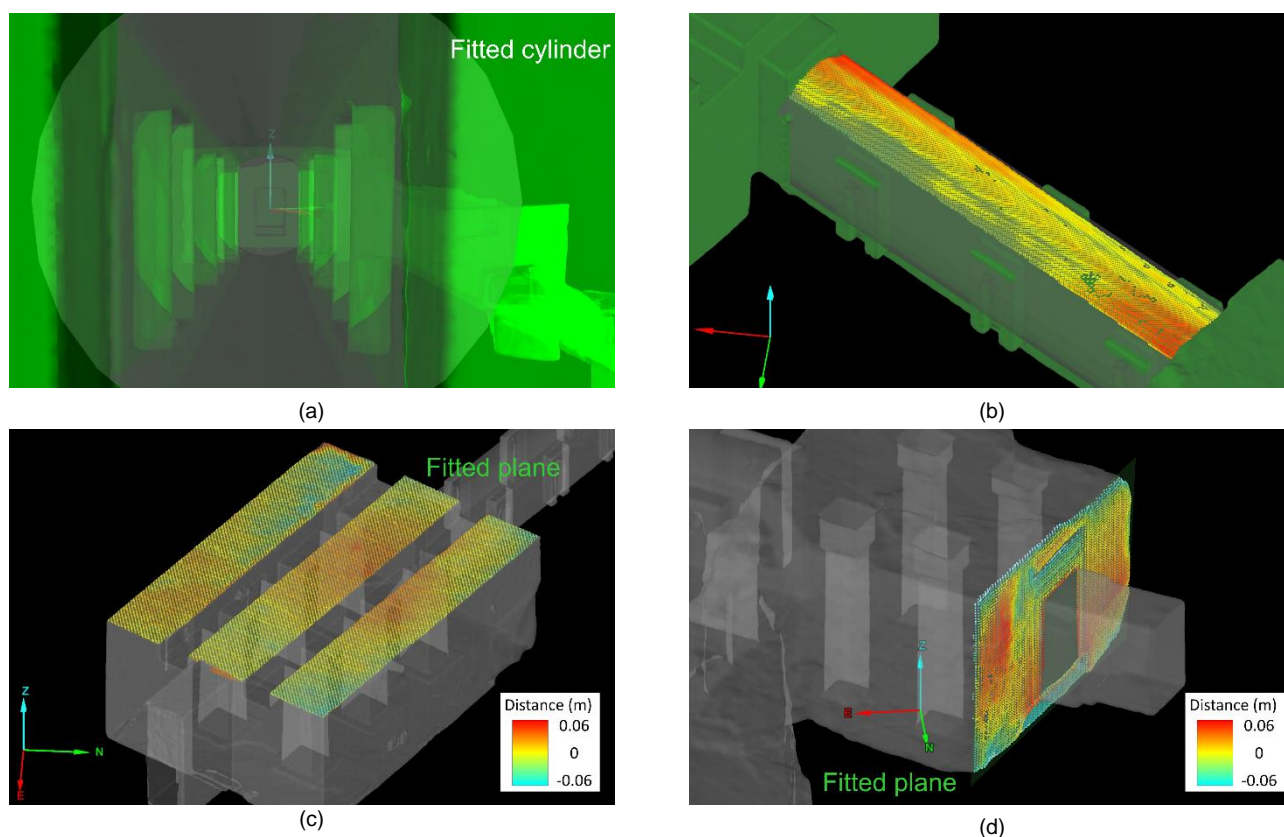 Fitted cylinder
Z
(a)
(b)
Fitted plane
Z
N
E
Distance (m)
0.06
0
-0.06
(c)
Z
E
N
Fitted plane
Distance (m)
0.06
0
-0.06
(d)